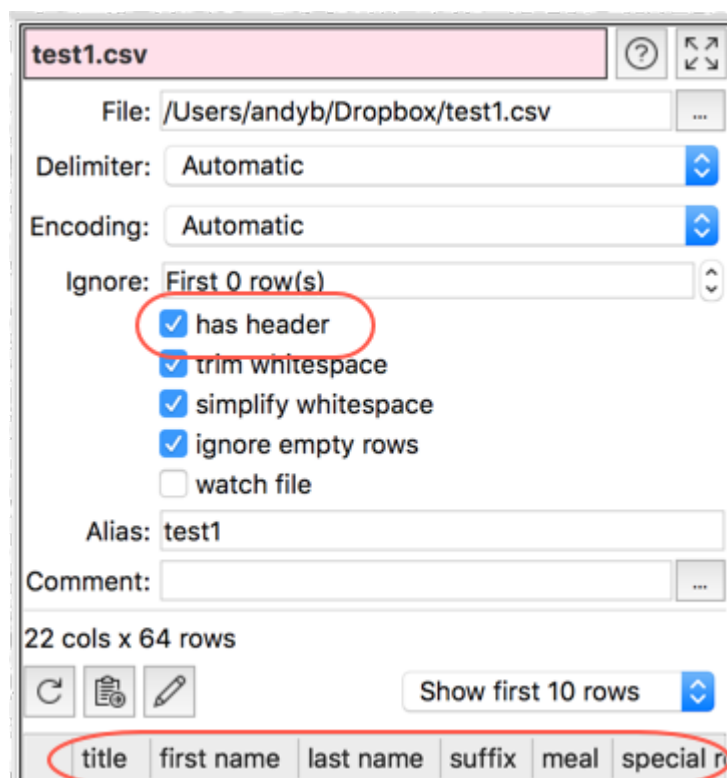 test1.csv
File: /Users/andyb/Dropbox/test1.csv ...
Delimiter: Automatic
Encoding: Automatic
Ignore: First 0 row(s)
has header
trim whitespace
simplify whitespace
ignore empty rows
watch file
Alias: test1
Comment: ...
22 cols x 64 rows
Show first 10 rows
title first name last name suffix meal special